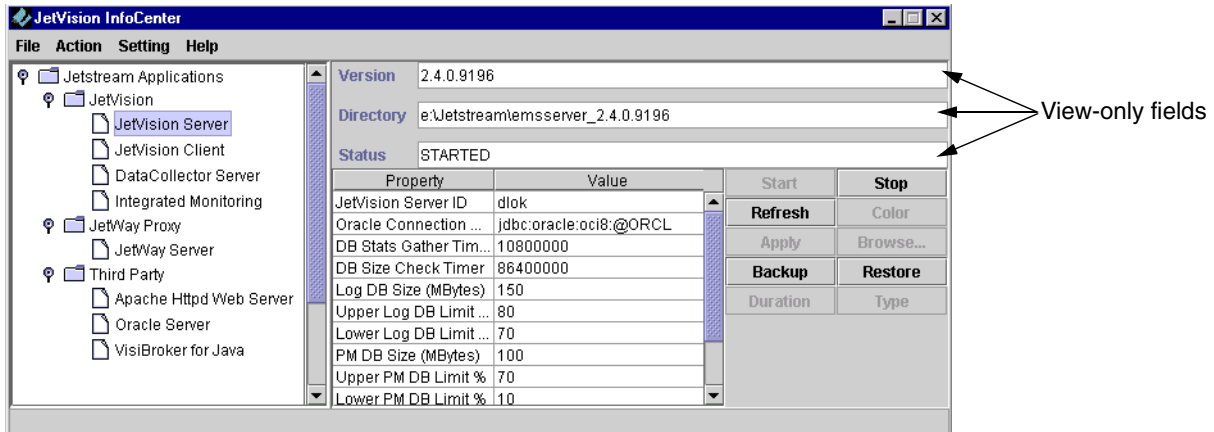 JetVision InfoCenter
File Action Setting Help
Jetstream Applications
JetVision
JetVision Server
JetVision Client
DataCollector Server
Integrated Monitoring
JetWay Proxy
JetWay Server
Third Party
Apache Httpd Web Server
Oracle Server
VisiBroker for Java
Version 2.4.0.9196
Directory e:\Jetstream\emsserver_2.4.0.9196
Status STARTED
View-only fields
Property Value
JetVision Server ID dlok
Oracle Connection ... jdbc:oracle:oci8:@ORCL
DB Stats Gather Tim... 10800000
DB Size Check Timer 86400000
Log DB Size (MBytes) 150
Upper Log DB Limit ... 80
Lower Log DB Limit ... 70
PM DB Size (MBytes) 100
Upper PM DB Limit % 70
Lower PM DB Limit % 10
Start Stop
Refresh Color
Apply Browse...
Backup Restore
Duration Type